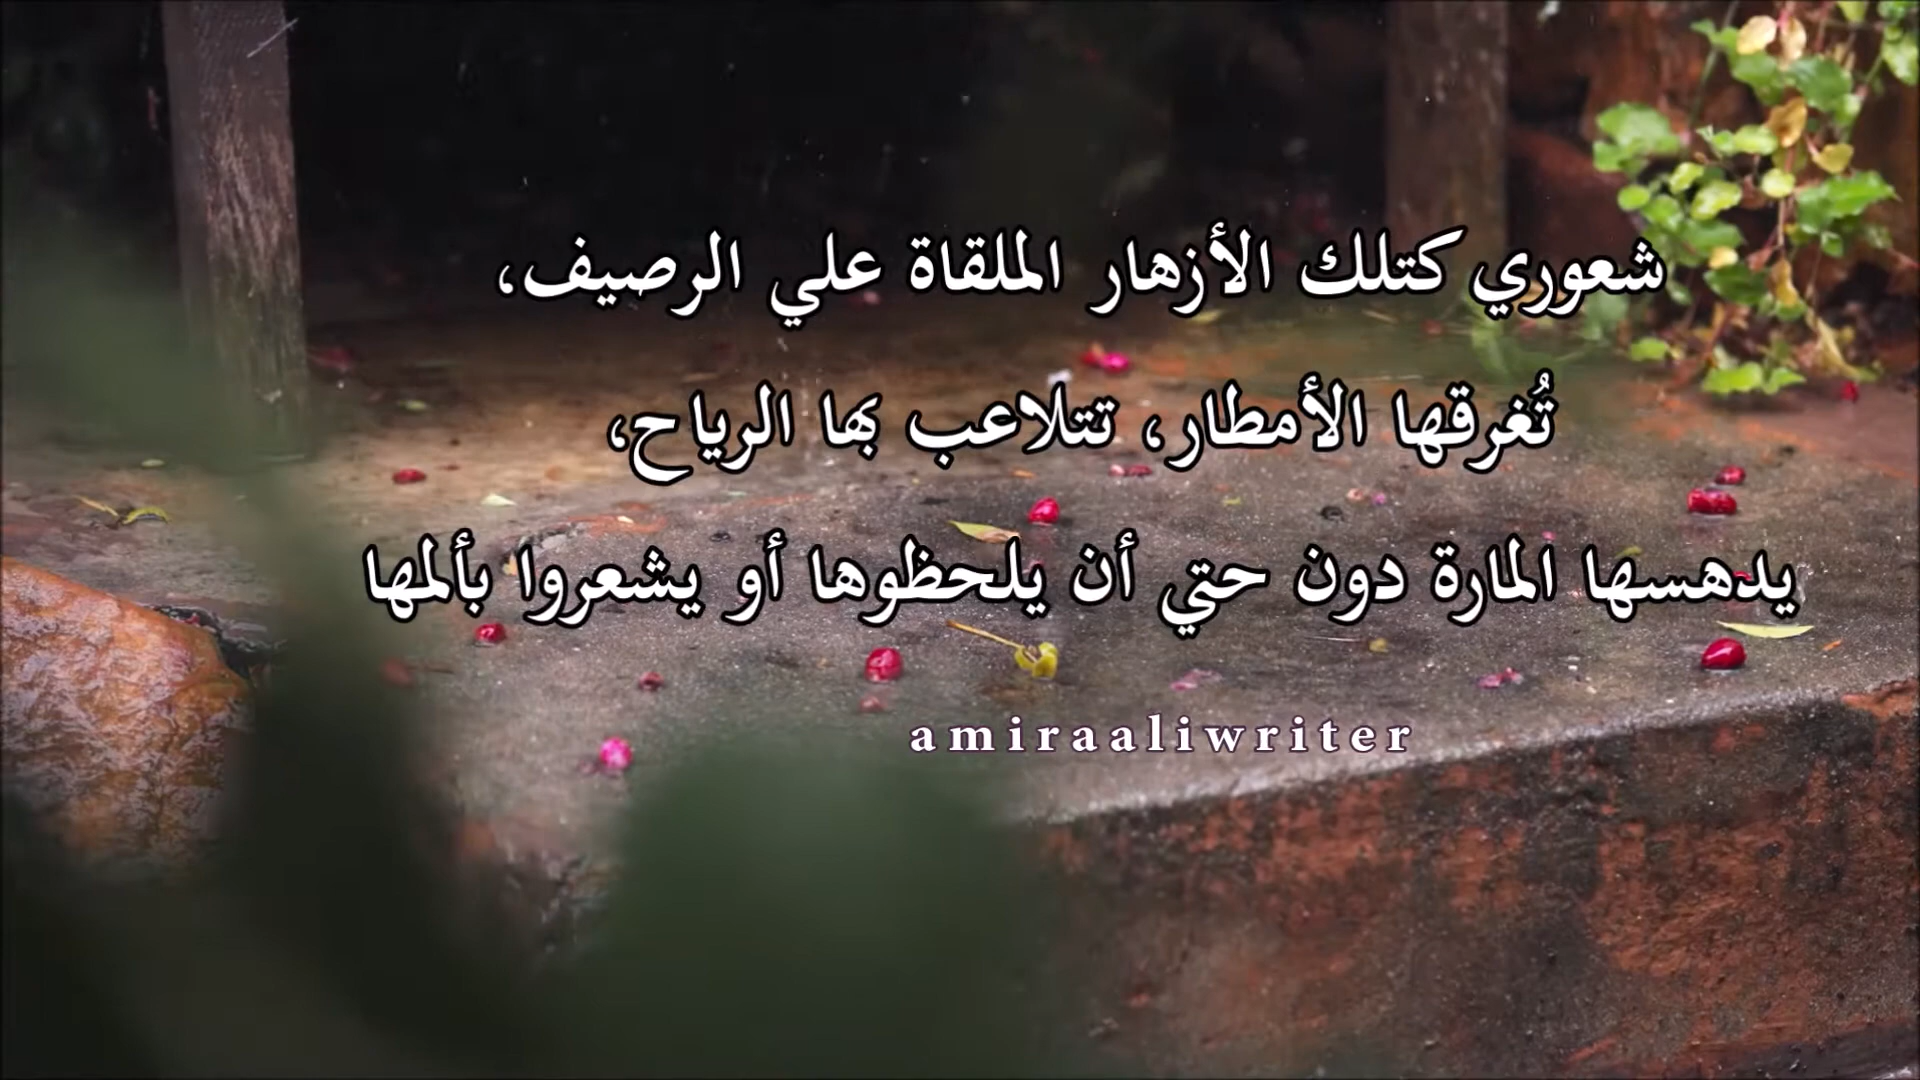 شعوري كتلك الأزهار الملقاة علي الرصيف،
تُغرقها الأمطار، تتلاعب بها الرياح،
يدهسها المارة دون حتي أن يلحظوها أو يشعروا بألمها
amiraaliwriter